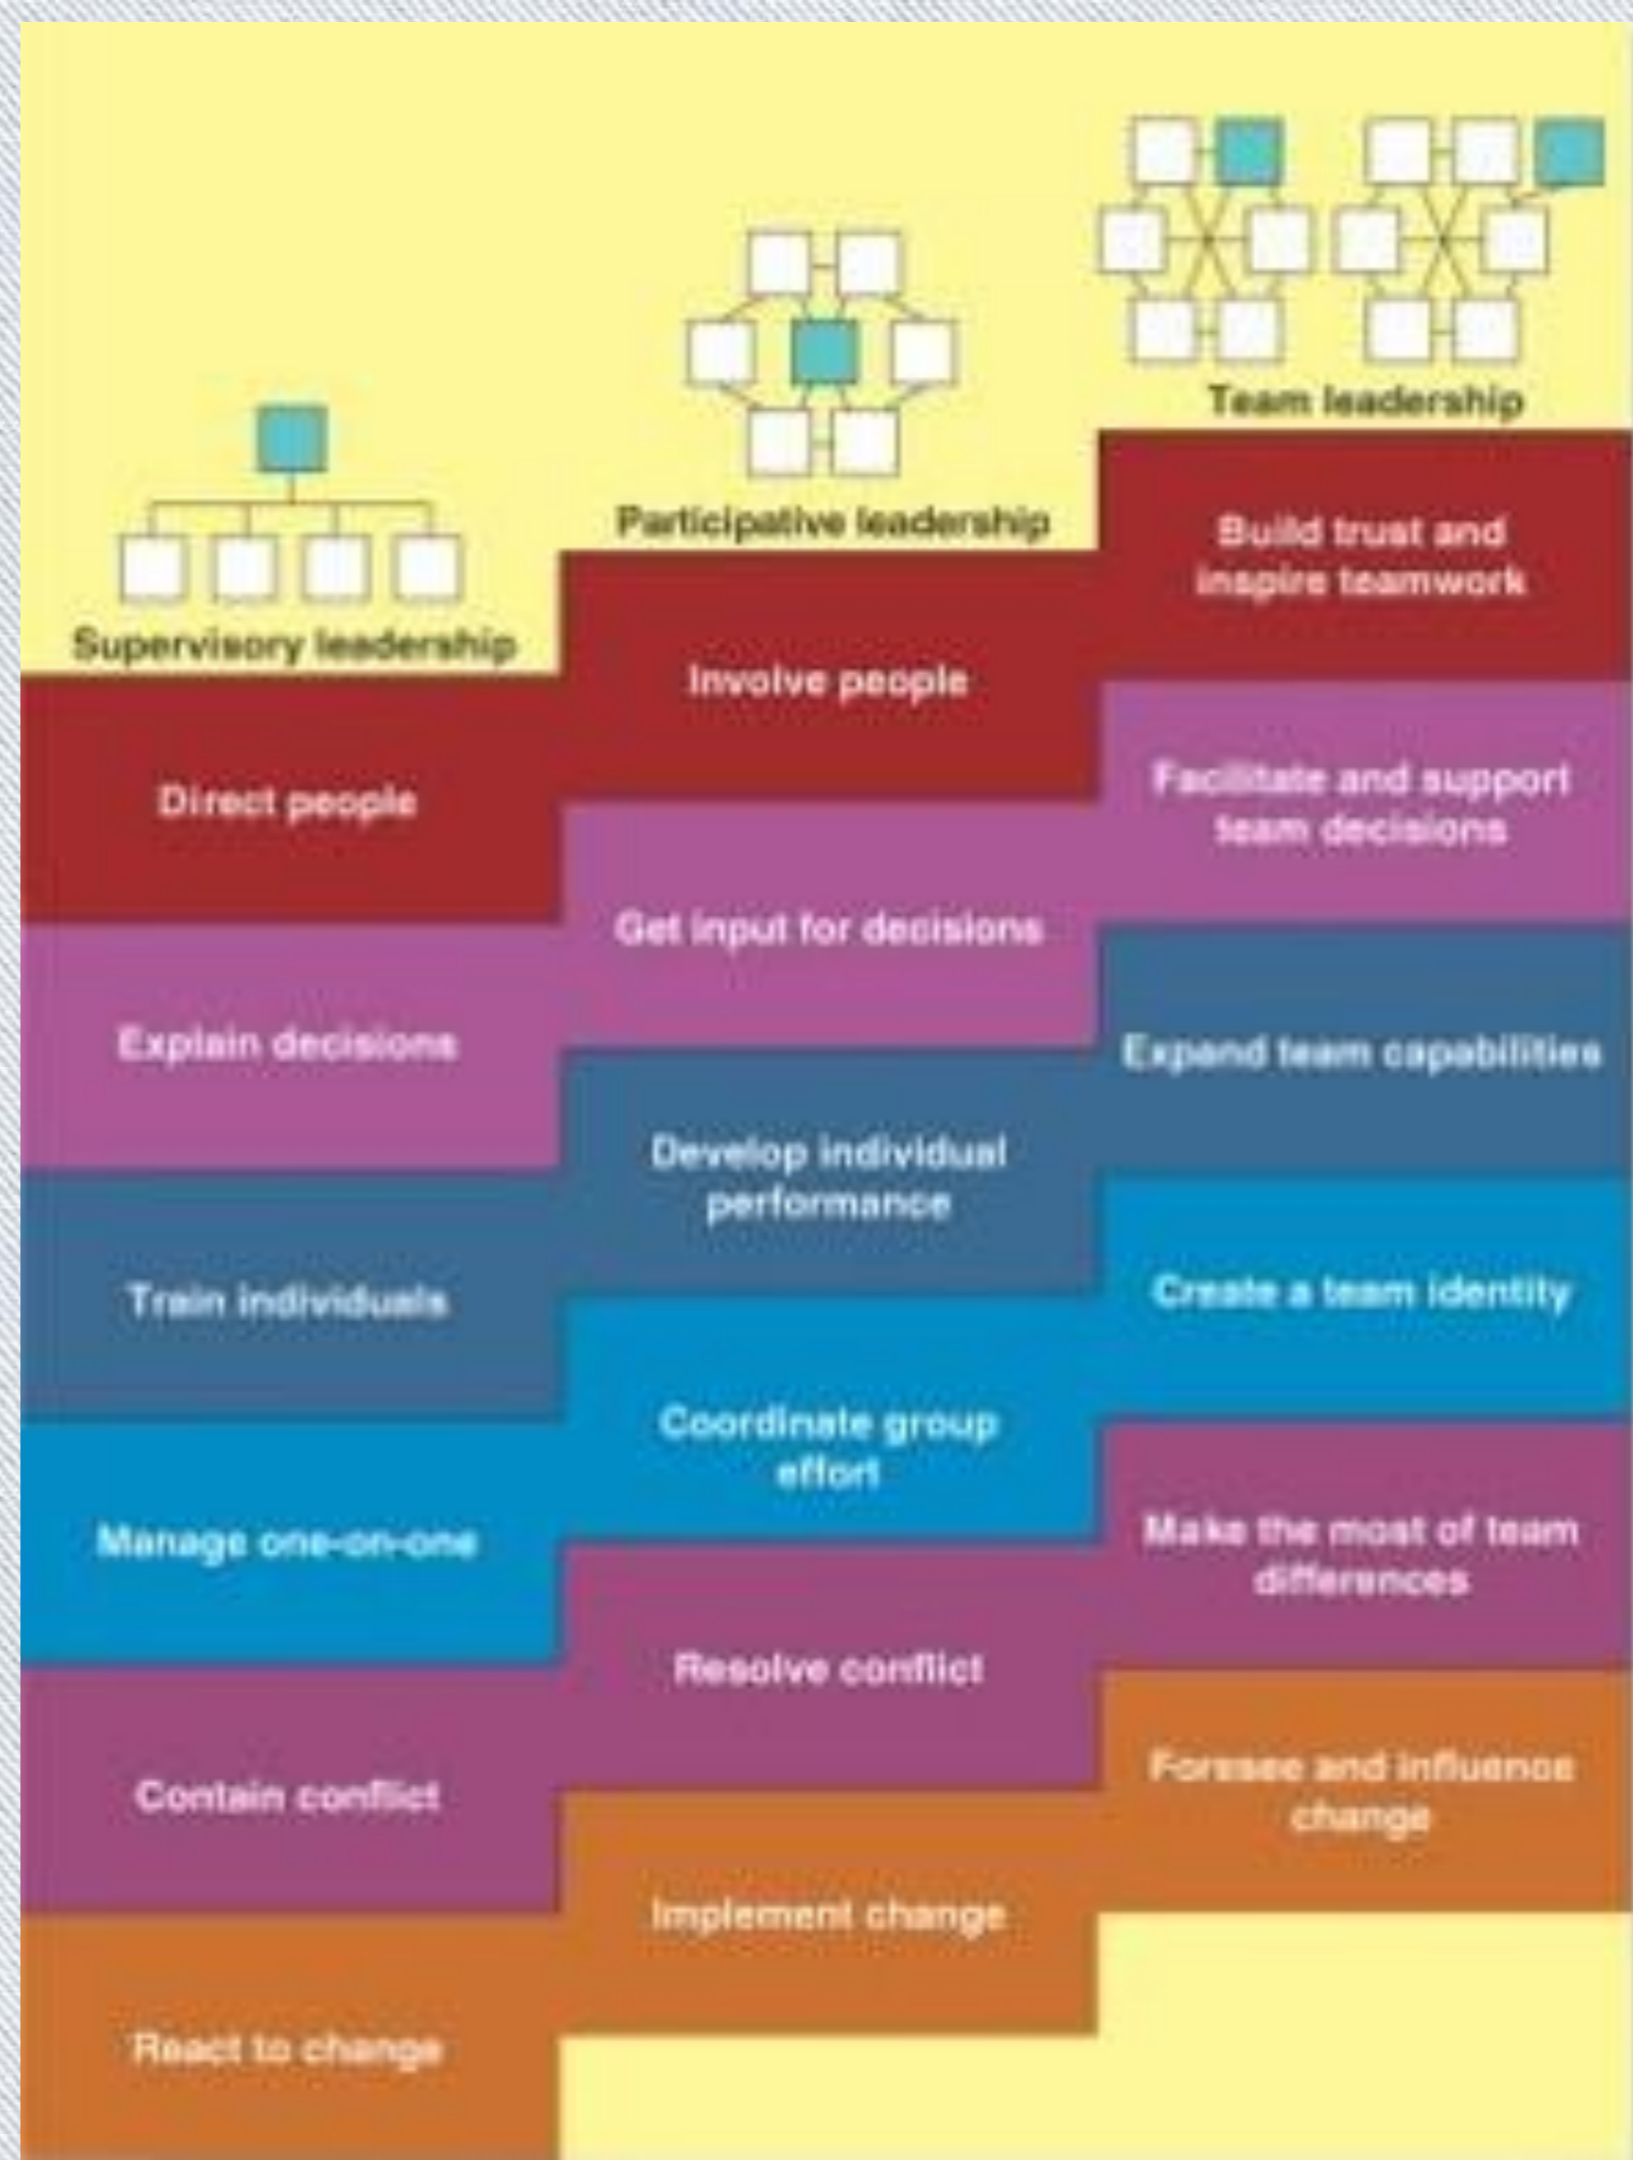 Supervisory leadership
Direct people
Explain decisions
Train individuals
Manage one-on-one
Contain conflict
React to change
Participative leadership
Involve people
Get input for decisions
Develop individual
performance
Coordinate group
effort
Resolve conflict
Implement change
Team leadership
Build trust and
inspire teamwork
Facilitate and support
team decisions
Expand team capabilities
Create a team identity
Make the most of team
differences
Foresee and influence
change